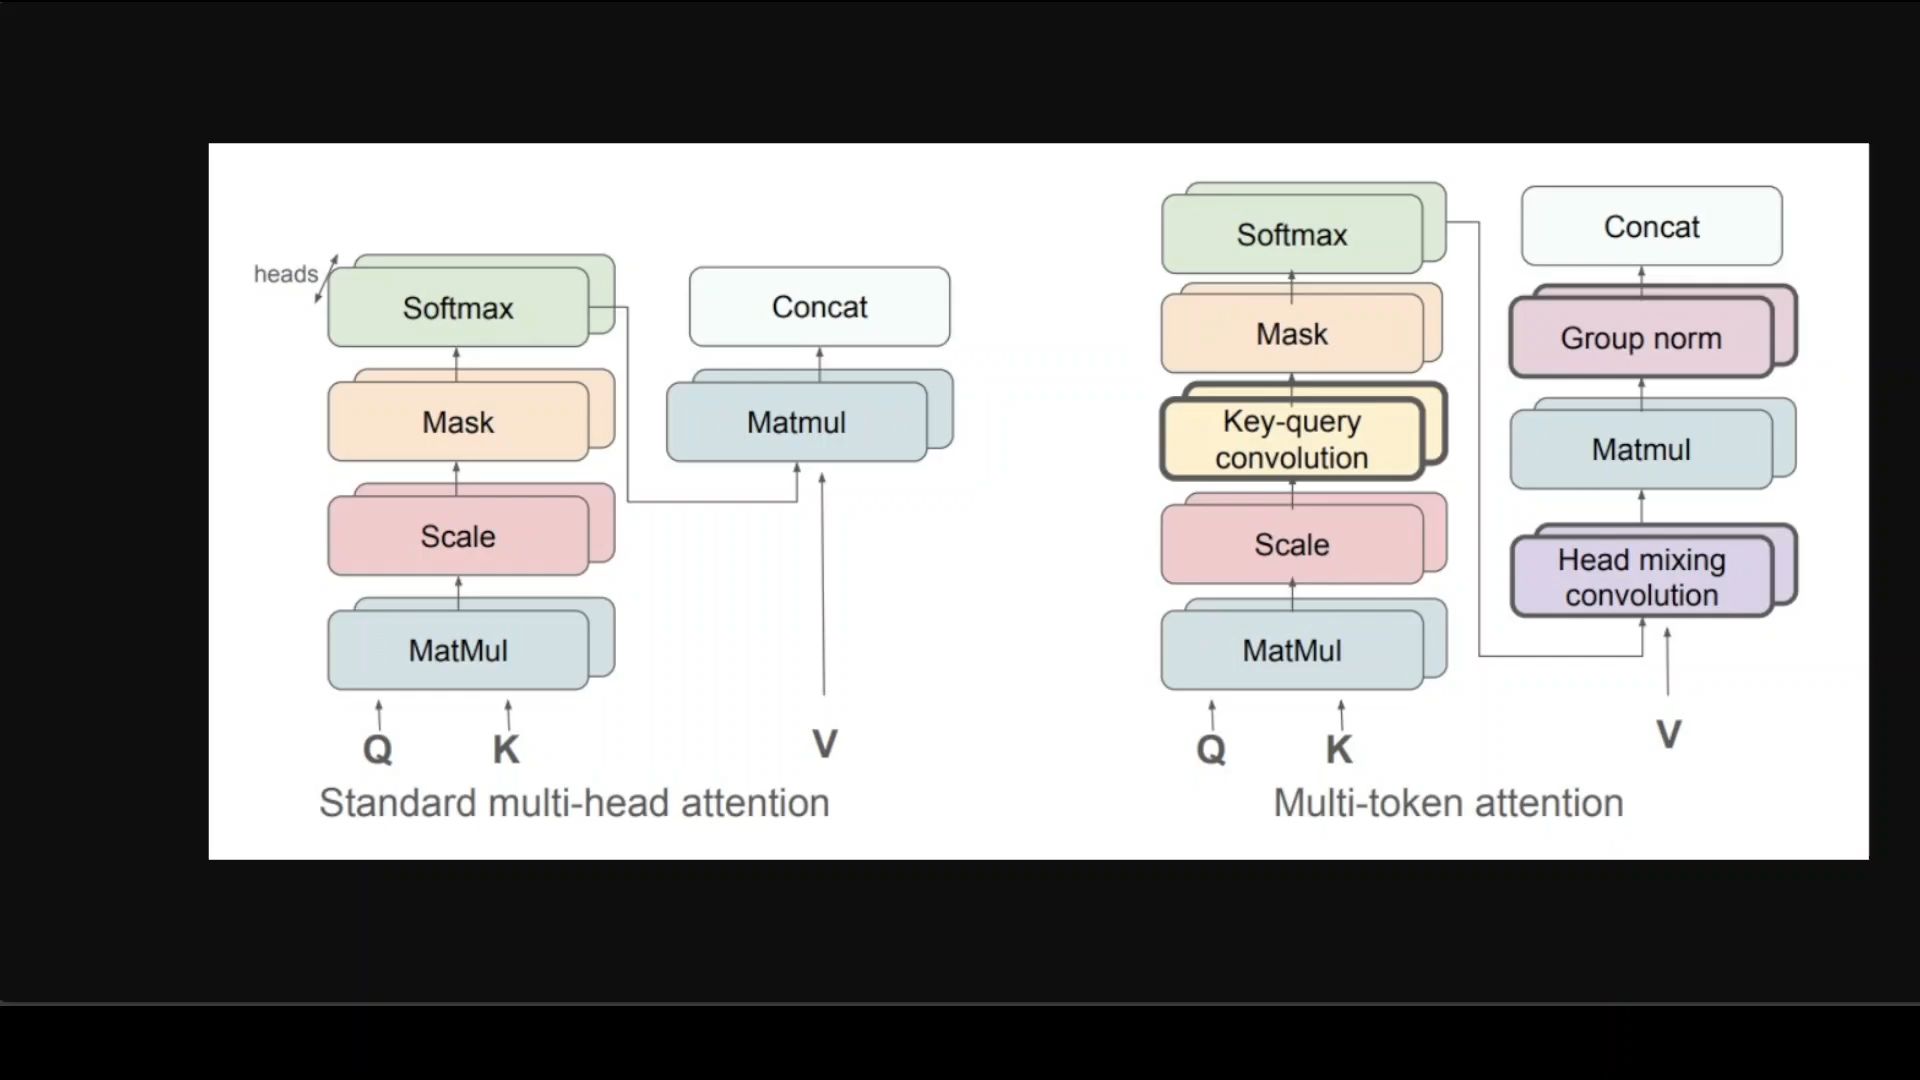 heads
Softmax
Mask
Scale
MatMul
Q
K
Concat
Matmul
V
Standard multi-head attention
Softmax
Mask
Key-query
convolution
Scale
MatMul
Q
K
Concat
Group norm
Matmul
Head mixing
convolution
V
Multi-token attention